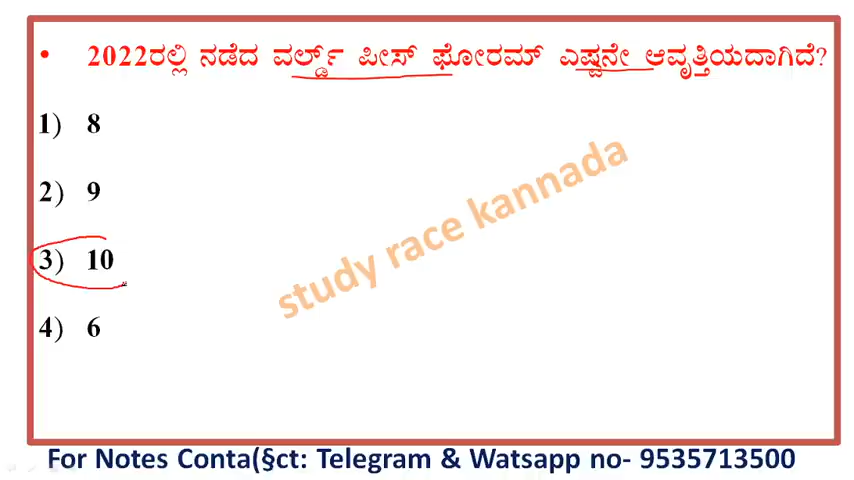 • 2022ರಲ್ಲಿ ನಡೆದ ವರ್ಲ್ಡ್ ಪೀಸ್ ಫೋರಮ್ ಎಷ್ಟನೇ ಆವೃತ್ತಿಯದಾಗಿದೆ?
1) 8
2) 9
3) 10
4) 6
study race kannada
For Notes Conta(§ct: Telegram & Watsapp no- 9535713500